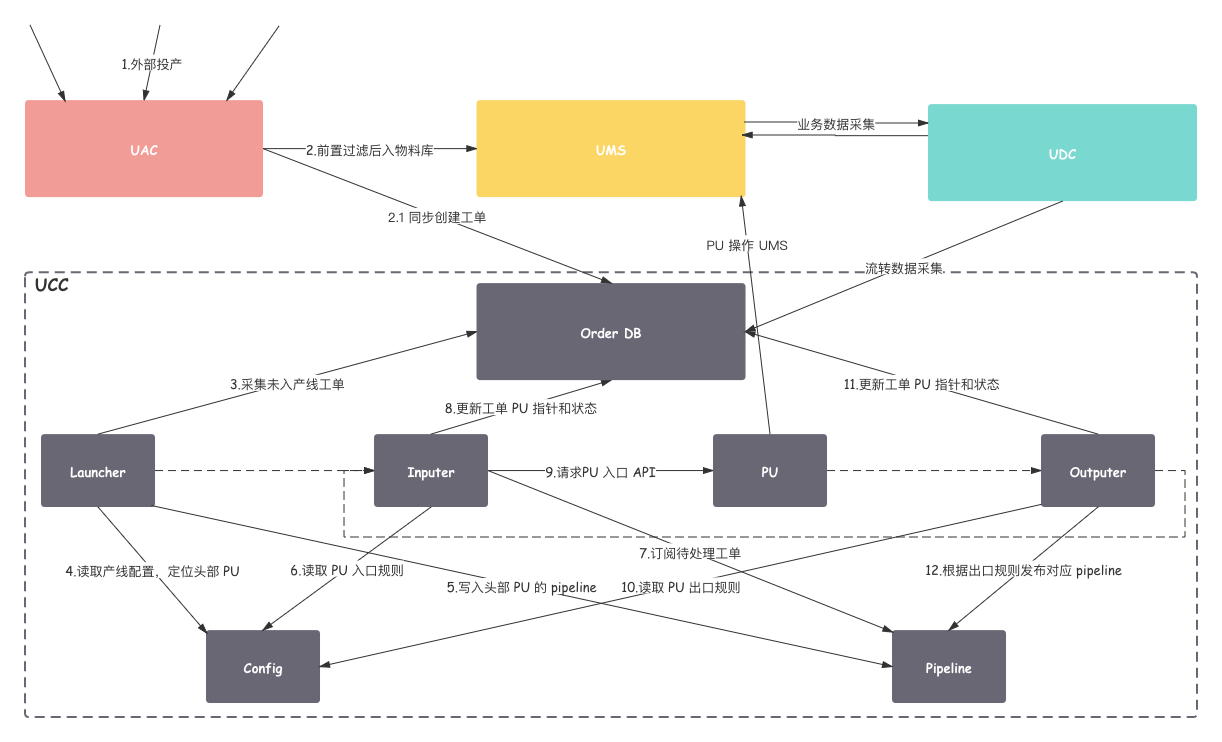 1.外部投产
UAC
UMS
UDC
业务数据采集
2.前置过滤后入物料库
2.1 同步创建工单
PU 操作 UMS
流转数据采集
UCC
Order DB
3.采集未入产线工单
8.更新工单 PU 指针和状态
11.更新工单 PU 指针和状态
Launcher
Inputer
9.请求PU 入口 API
PU
Outputer
7.订阅待处理工单
4.读取产线配置，定位头部 PU
6.读取 PU 入口规则
5.写入头部 PU 的 pipeline
10.读取 PU 出口规则
12.根据出口规则发布对应 pipeline
Config
Pipeline